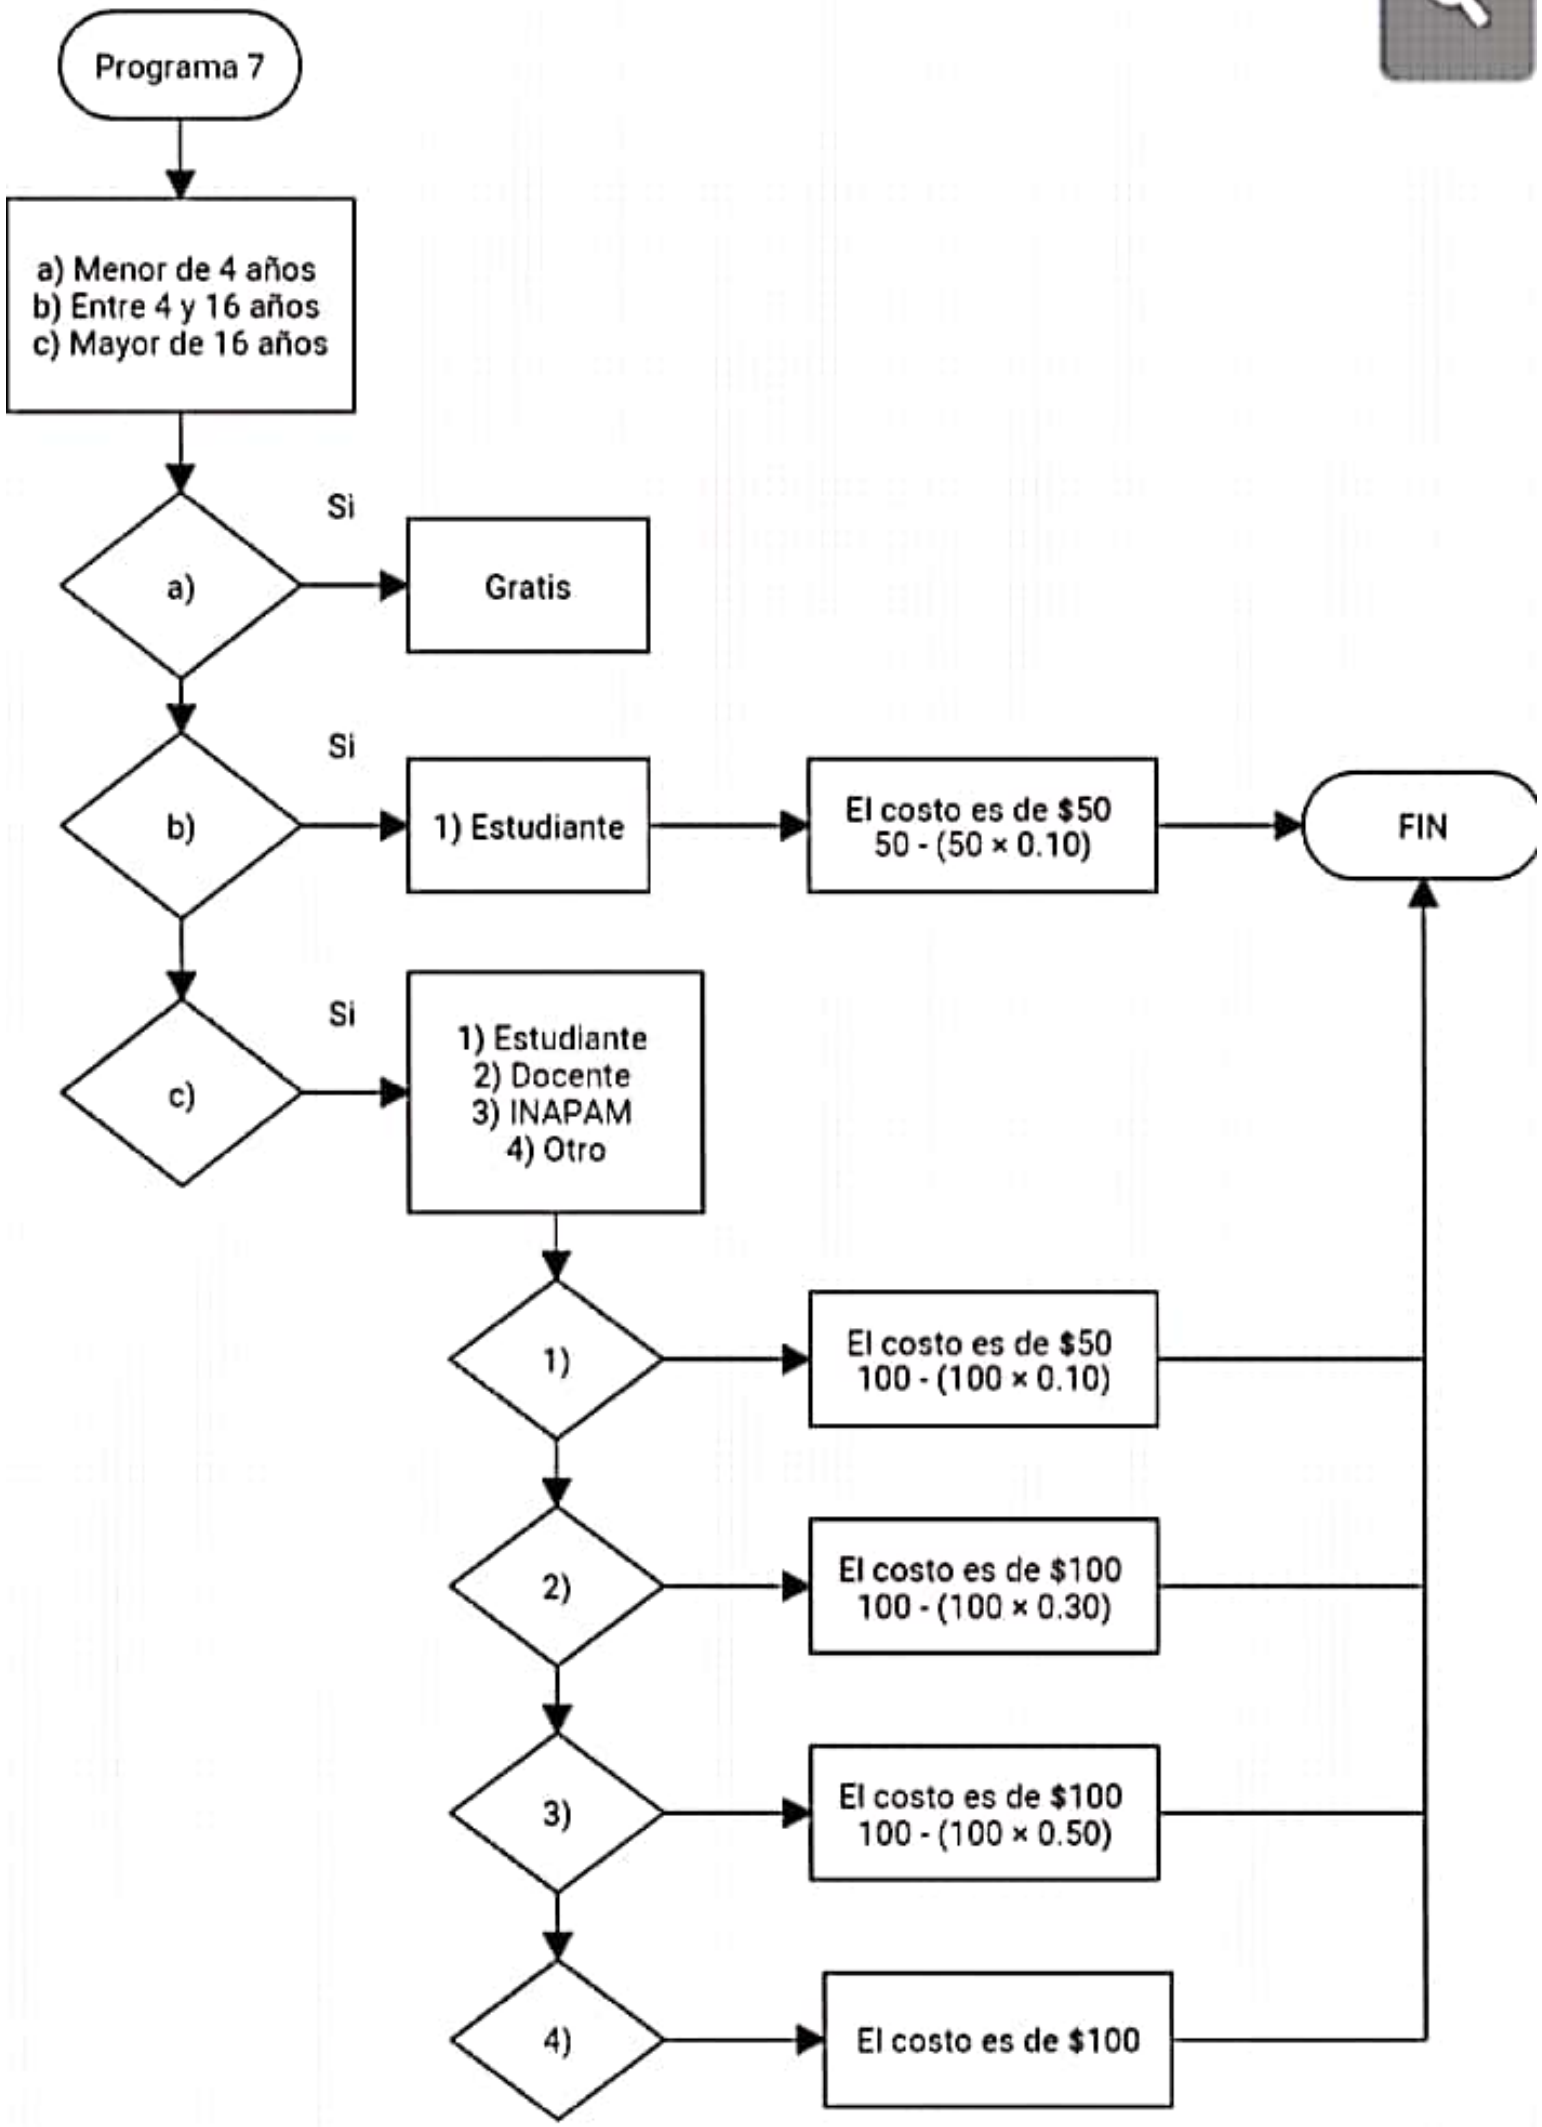 Programa 7
a) Menor de 4 años
b) Entre 4 y 16 años
c) Mayor de 16 años
Si
a)
Gratis
Si
b)
1) Estudiante
El costo es de $50
50 - (50 × 0.10)
FIN
Si
c)
1) Estudiante
2) Docente
3) INAPAM
4) Otro
1)
El costo es de $50
100 - (100 × 0.10)
2)
El costo es de $100
100 - (100 × 0.30)
3)
El costo es de $100
100 - (100 × 0.50)
4)
El costo es de $100